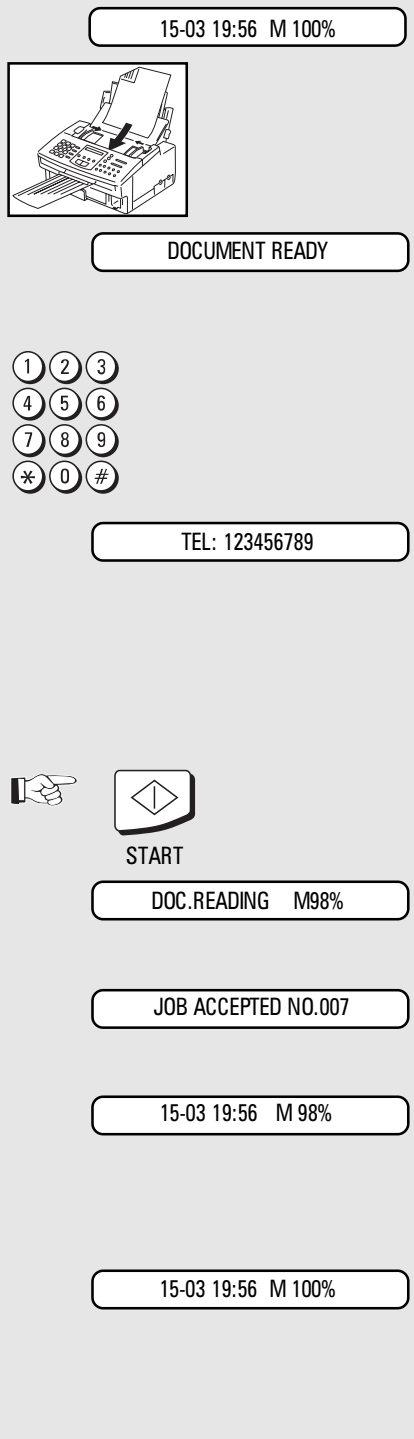 15-03 19:56 M 100%
DOCUMENT READY
1 2 3
4 5 6
7 8 9
* 0 #
TEL: 123456789
START
DOC.READING M98%
JOB ACCEPTED NO.007
15-03 19:56 M 98%
15-03 19:56 M 100%